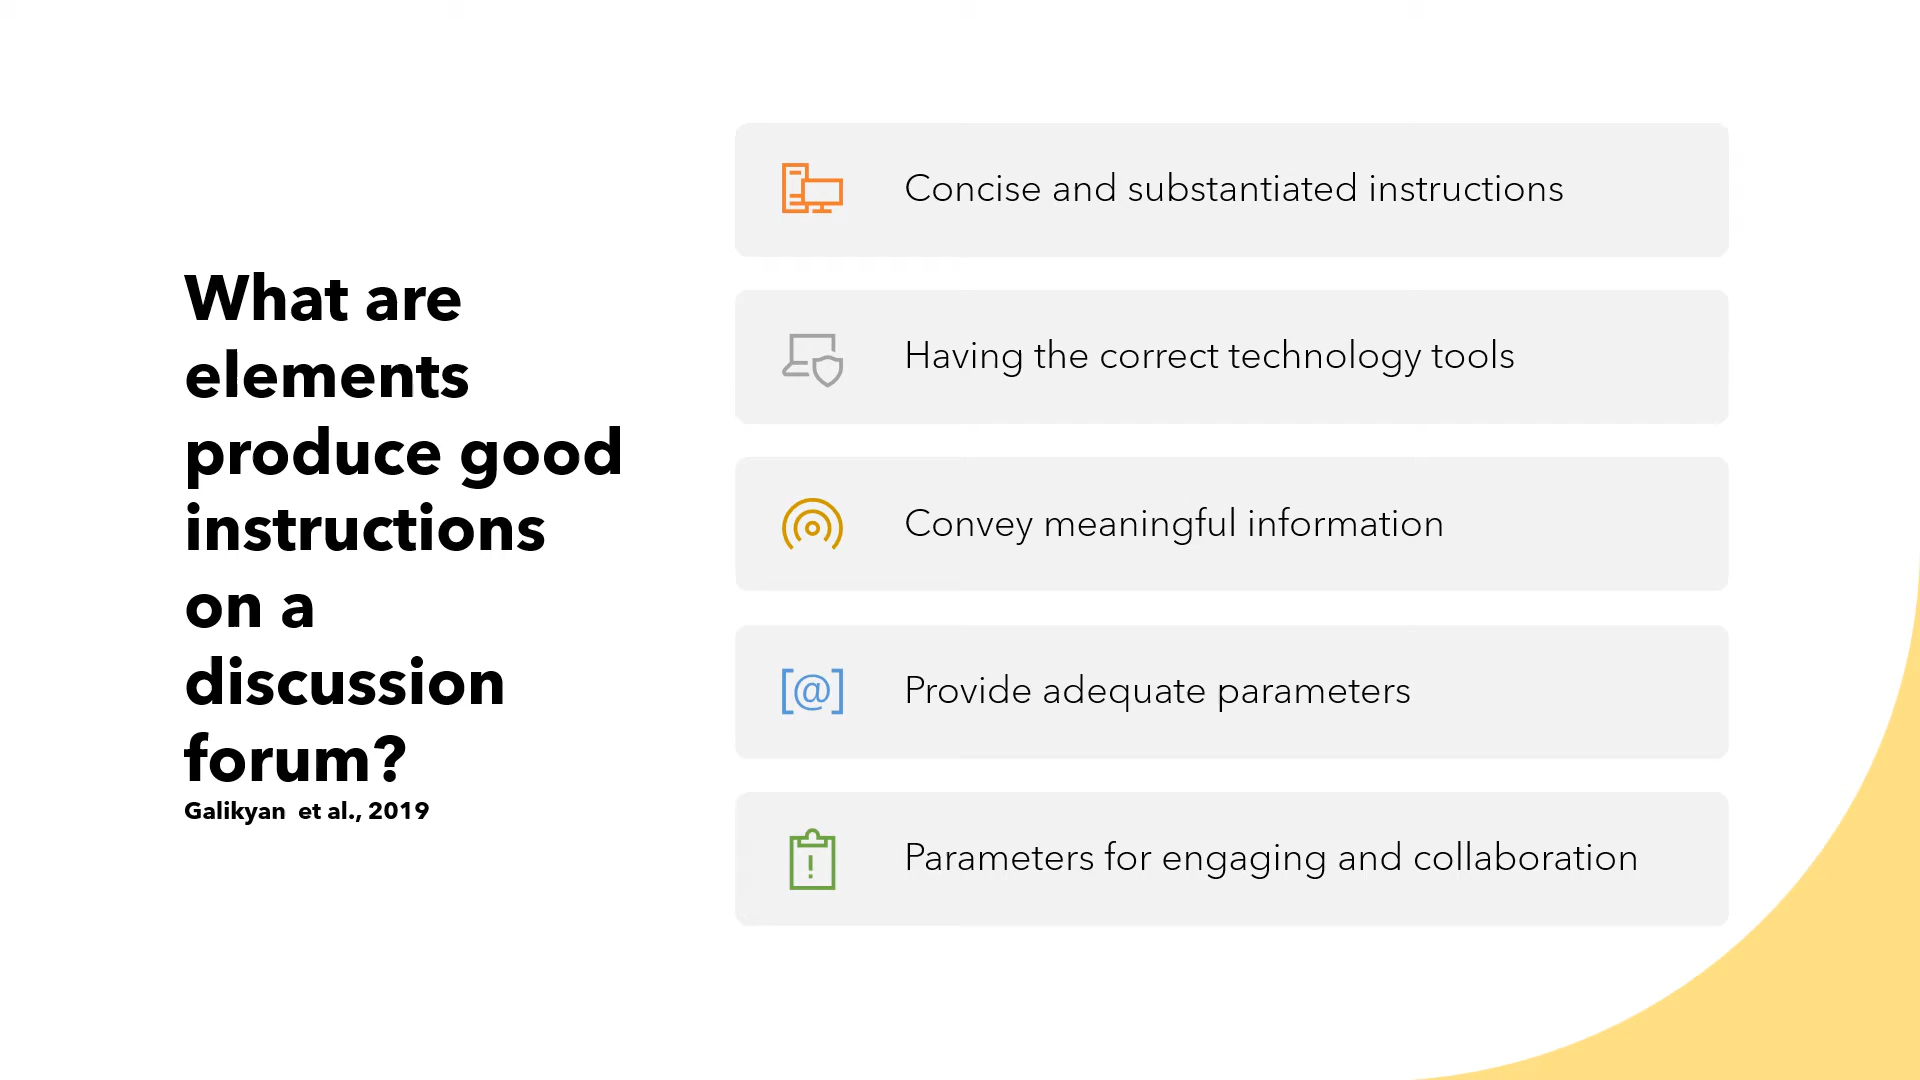 What are
elements
produce good
instructions
on a
discussion
forum?
Galikyan  et al., 2019
Concise and substantiated instructions
Having the correct technology tools
Convey meaningful information
[@]
Provide adequate parameters
!
Parameters for engaging and collaboration